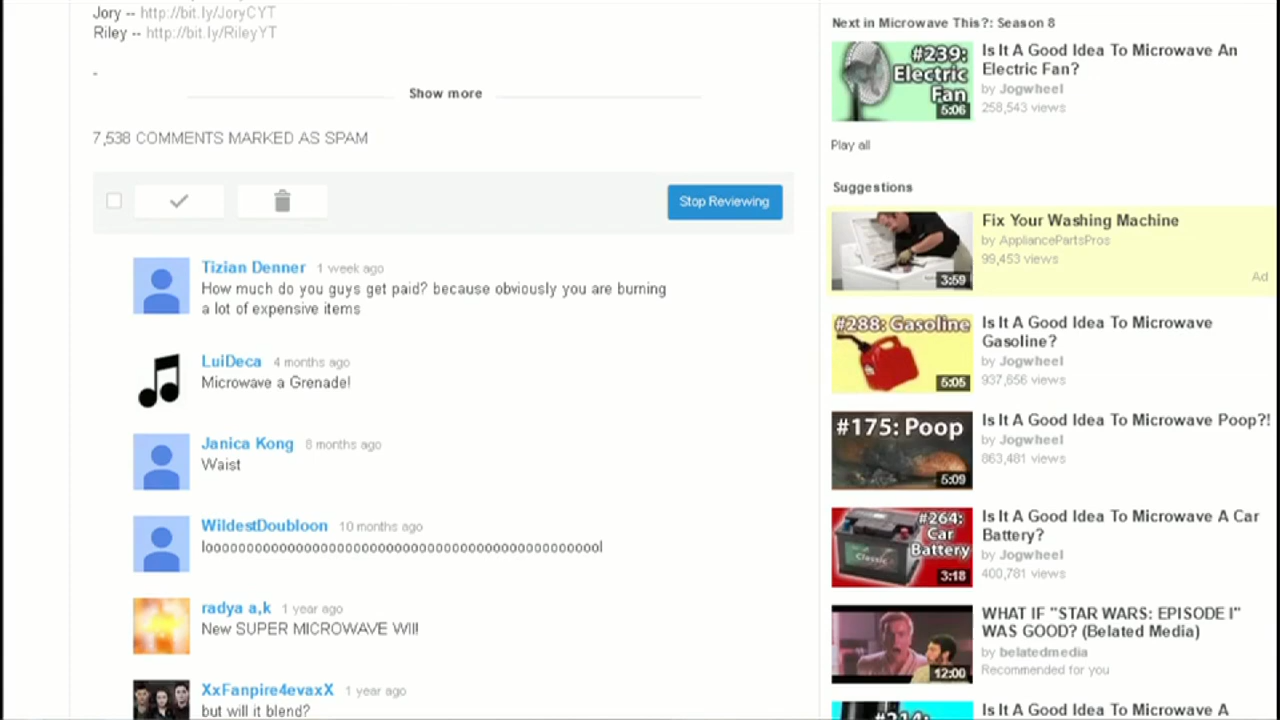 Jory -- http://bit.ly/JoryCYT
Riley -- http://bit.ly/RileyYT
-
Show more
7,538 COMMENTS MARKED AS SPAM
Stop Reviewing
Tizian Denner 1 week ago
How much do you guys get paid? because obviously you are burning
a lot of expensive items
LuiDeca 4 months ago
Microwave a Grenade!
Janica Kong 8 months ago
Waist
WildestDoubloon 10 months ago
looooooooooooooooooooooooooooooooooooooooooooooool
radya a,k 1 year ago
New SUPER MICROWAVE WII!
XxFanpire4evaxX 1 year ago
but will it blend?
Next in Microwave This?: Season 8
#239:
Electric
Fan
5:06
Is It A Good Idea To Microwave An
Electric Fan?
by Jogwheel
258,543 views
Play all
Suggestions
3:59
Fix Your Washing Machine
by AppliancePartsPros
99,453 views
Ad
#288: Gasoline
5:05
Is It A Good Idea To Microwave
Gasoline?
by Jogwheel
937,656 views
#175: Poop
5:09
Is It A Good Idea To Microwave Poop?!
by Jogwheel
863,481 views
#264:
Car
Battery
Classic
3:18
Is It A Good Idea To Microwave A Car
Battery?
by Jogwheel
400,781 views
12:00
WHAT IF "STAR WARS: EPISODE I"
WAS GOOD? (Belated Media)
by belatedmedia
Recommended for you
#214:
Is It A Good Idea To Microwave A